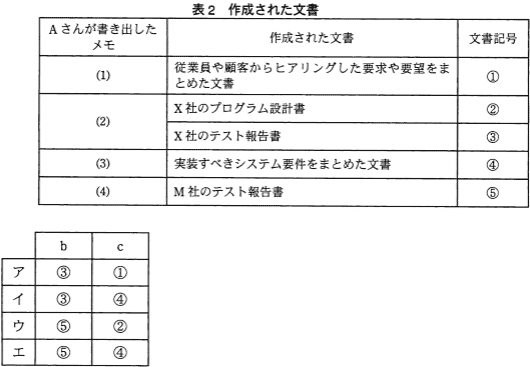 表2 作成された文書
Aさんが書き出した
メモ
作成された文書
文書記号
(1)
従業員や顧客からヒアリングした要求や要望をま
とめた文書
①
(2)
X社のプログラム設計書
②
X社のテスト報告書
③
(3)
実装すべきシステム要件をまとめた文書
④
(4)
M社のテスト報告書
⑤
b c
ア ③ ①
イ ③ ④
ウ ⑤ ②
エ ⑤ ④